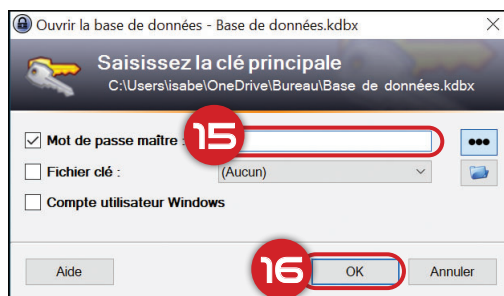 Ouvrir la base de données - Base de données.kdbx
Saisissez la clé principale
C:\Users\isabe\OneDrive\Bureau\Base de données.kdbx
Mot de passe maître : 15
Fichier clé : (Aucun)
Compte utilisateur Windows
Aide 16 OK Annuler